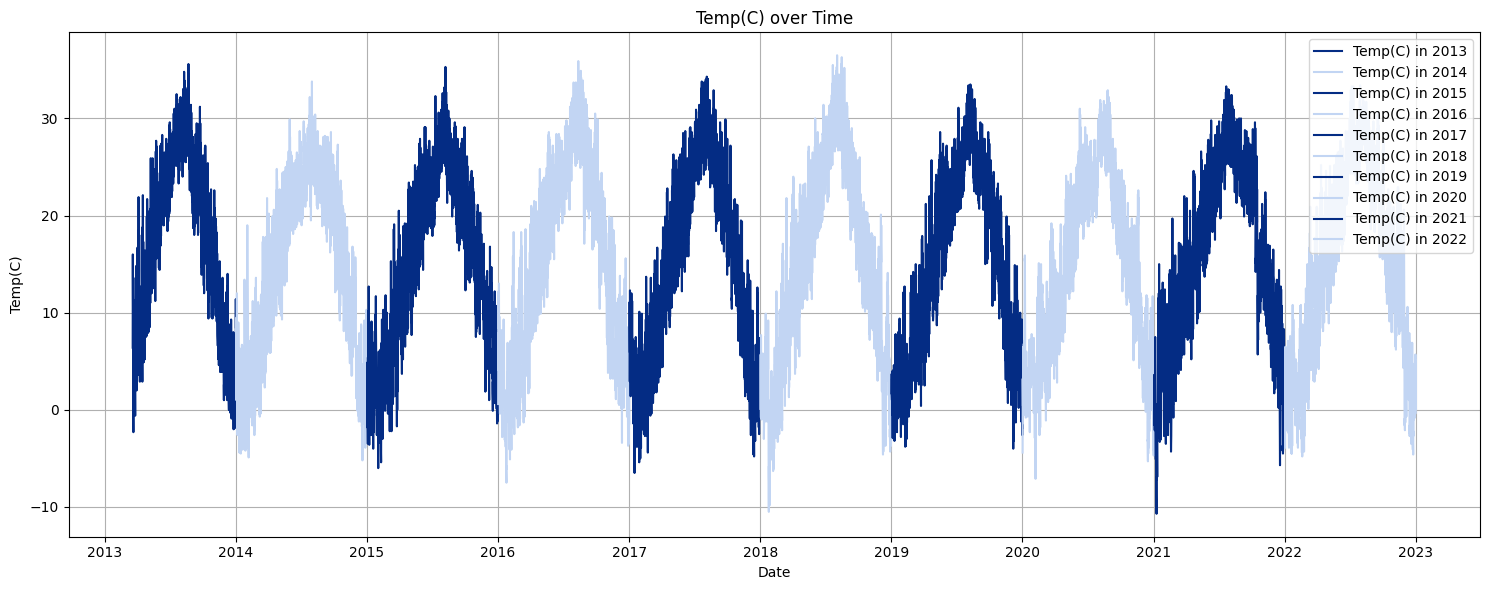 Temp(C) over Time
Temp(C) in 2013
Temp(C) in 2014
Temp(C) in 2015
Temp(C) in 2016
Temp(C) in 2017
Temp(C) in 2018
Temp(C) in 2019
Temp(C) in 2020
Temp(C) in 2021
Temp(C) in 2022
Temp(C)
30
20
10
0
−10
2013 2014 2015 2016 2017 2018 2019 2020 2021 2022 2023
Date